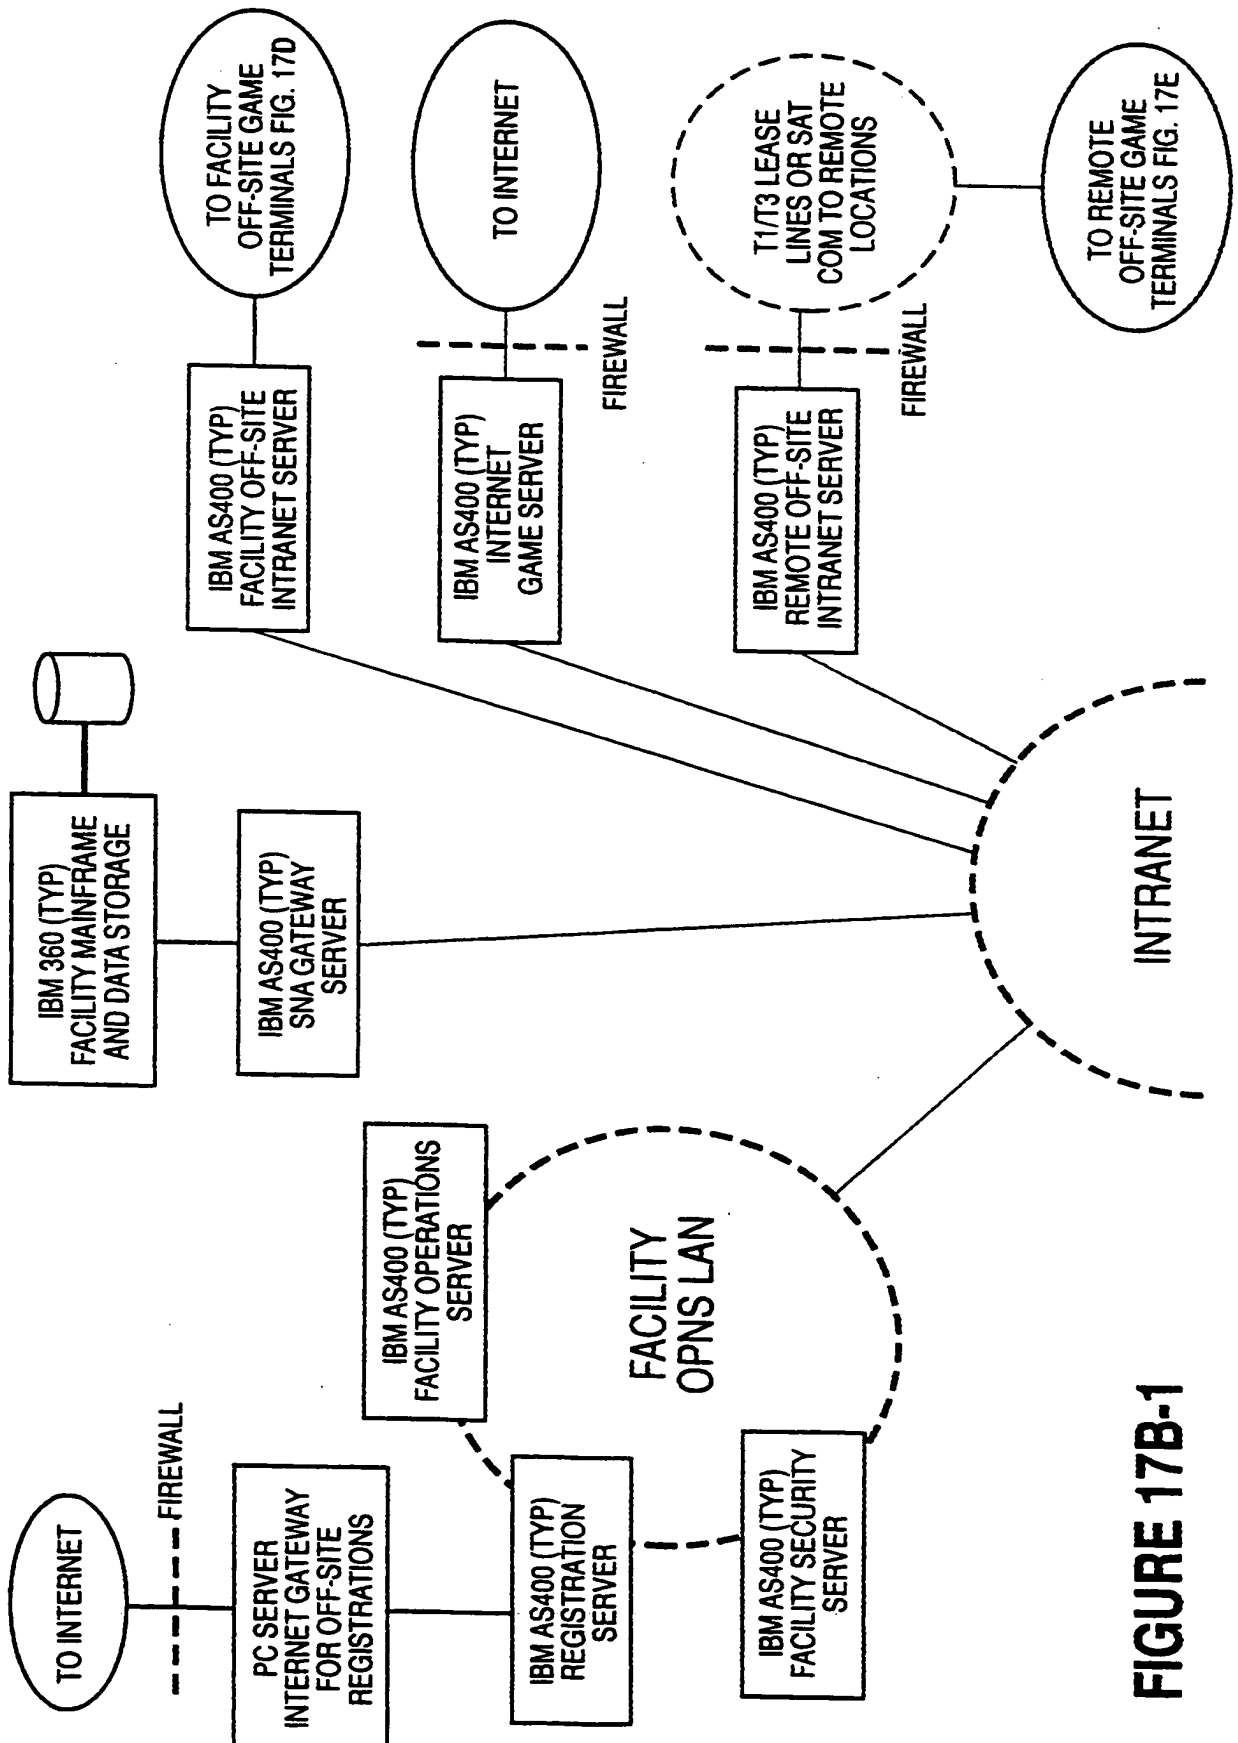 TO INTERNET
FIREWALL
PC SERVER
INTERNET GATEWAY
FOR OFF-SITE
REGISTRATIONS
IBM AS400 (TYP)
REGISTRATION
SERVER
IBM AS400 (TYP)
FACILITY SECURITY
SERVER
IBM AS400 (TYP)
FACILITY OPERATIONS
SERVER
FACILITY
OPNS LAN
IBM 360 (TYP)
FACILITY MAINFRAME
AND DATA STORAGE
IBM AS400 (TYP)
SNA GATEWAY
SERVER
IBM AS400 (TYP)
FACILITY OFF-SITE
INTRANET SERVER
TO FACILITY
OFF-SITE GAME
TERMINALS FIG. 17D
IBM AS400 (TYP)
INTERNET
GAME SERVER
FIREWALL
TO INTERNET
IBM AS400 (TYP)
REMOTE OFF-SITE
INTRANET SERVER
FIREWALL
T1/T3 LEASE
LINES OR SAT
COM TO REMOTE
LOCATIONS
TO REMOTE
OFF-SITE GAME
TERMINALS FIG. 17E
INTRANET
FIGURE 17B-1